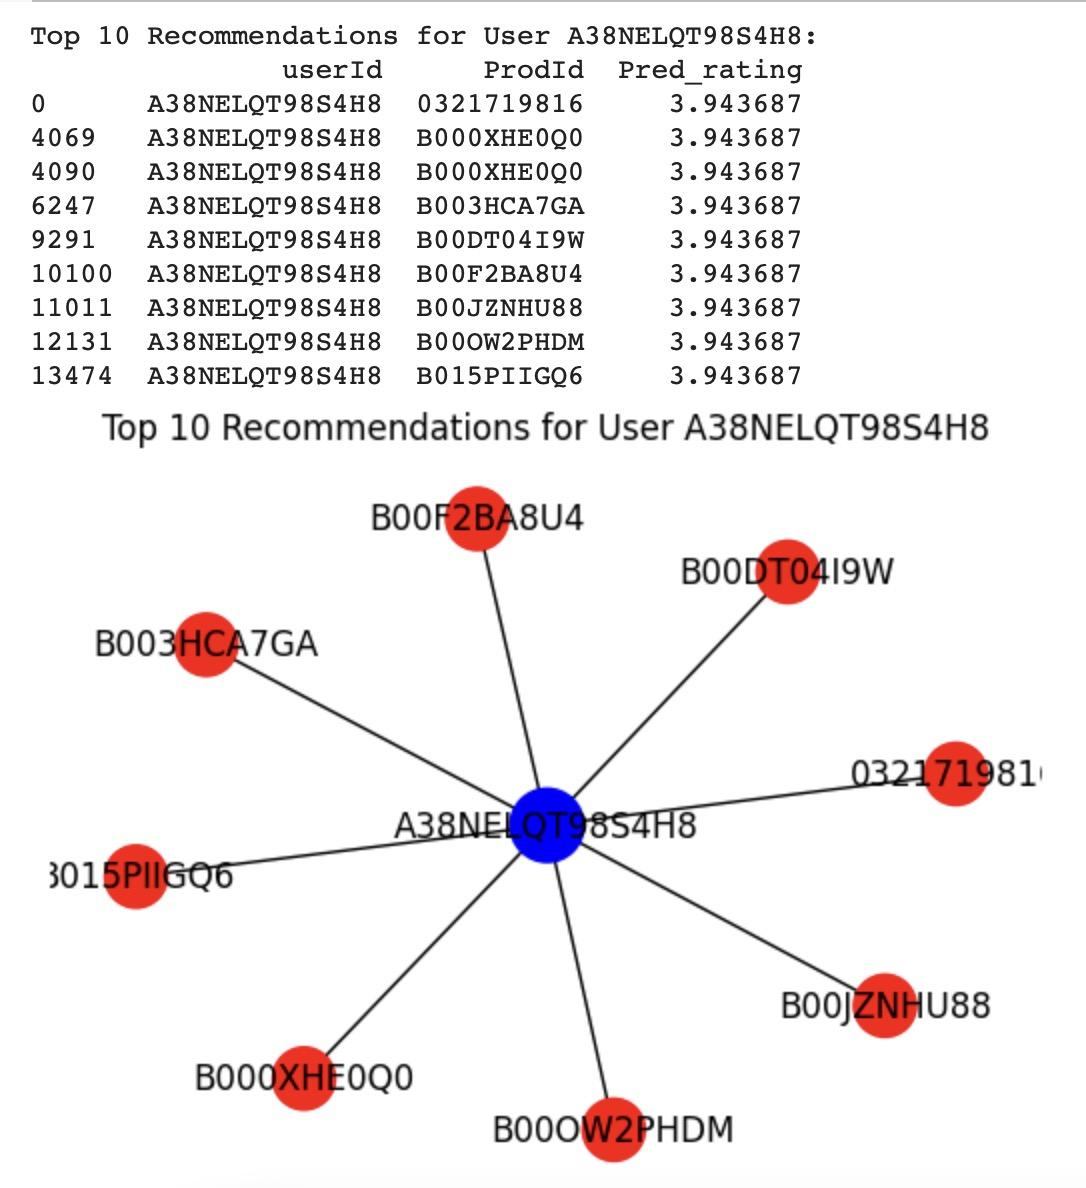 Top 10 Recommendations for User A38NELQT98S4H8:
userId ProdId Pred_rating
0 A38NELQT98S4H8 0321719816 3.943687
4069 A38NELQT98S4H8 B000XHE0Q0 3.943687
4090 A38NELQT98S4H8 B000XHE0Q0 3.943687
6247 A38NELQT98S4H8 B003HCA7GA 3.943687
9291 A38NELQT98S4H8 B00DT04I9W 3.943687
10100 A38NELQT98S4H8 B00F2BA8U4 3.943687
11011 A38NELQT98S4H8 B00JZNHU88 3.943687
12131 A38NELQT98S4H8 B00OW2PHDM 3.943687
13474 A38NELQT98S4H8 B015PIIGQ6 3.943687
Top 10 Recommendations for User A38NELQT98S4H8
B00F2BA8U4
B00DT04I9W
B003HCA7GA
0321719816
A38NELQT98S4H8
B015PIIGQ6
B00JZNHU88
B000XHE0Q0
B00OW2PHDM